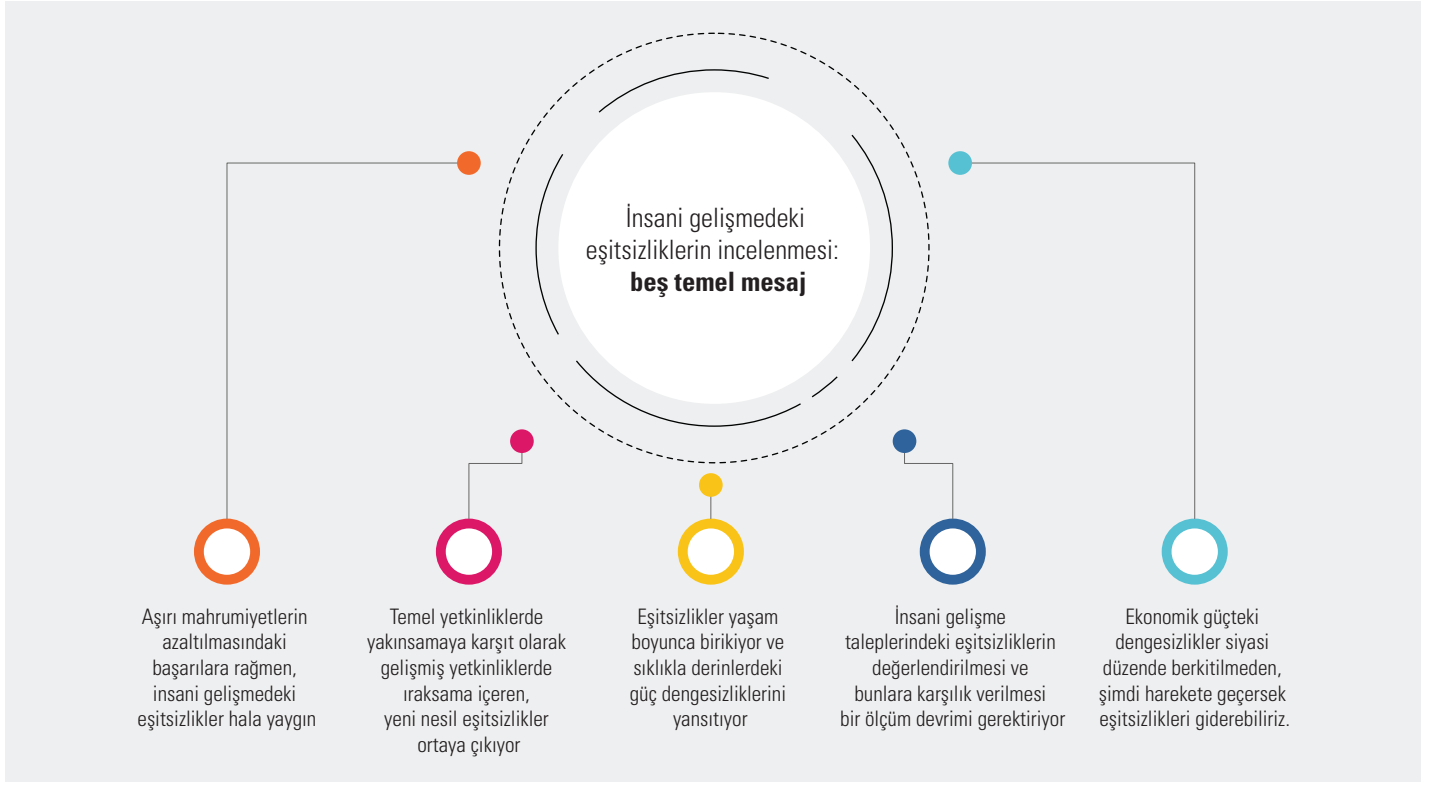 İnsani gelişmedeki
eşitsizliklerin incelenmesi:
beş temel mesaj
Aşırı mahrumiyetlerin
azaltılmasındaki
başarılara rağmen,
insani gelişmedeki
eşitsizlikler hala yaygın
Temel yetkinliklerde
yakınsamaya karşıt olarak
gelişmiş yetkinliklerde
ıraksama içeren,
yeni nesil eşitsizlikler
ortaya çıkıyor
Eşitsizlikler yaşam
boyunca birikiyor ve
sıklıkla derinlerdeki
güç dengesizliklerini
yansıtıyor
İnsani gelişme
taleplerindeki eşitsizliklerin
değerlendirilmesi ve
bunlara karşılık verilmesi
bir ölçüm devrimi gerektiriyor
Ekonomik güçteki
dengesizlikler siyasi
düzende berkitilmeden,
şimdi harekete geçersek
eşitsizlikleri giderebiliriz.